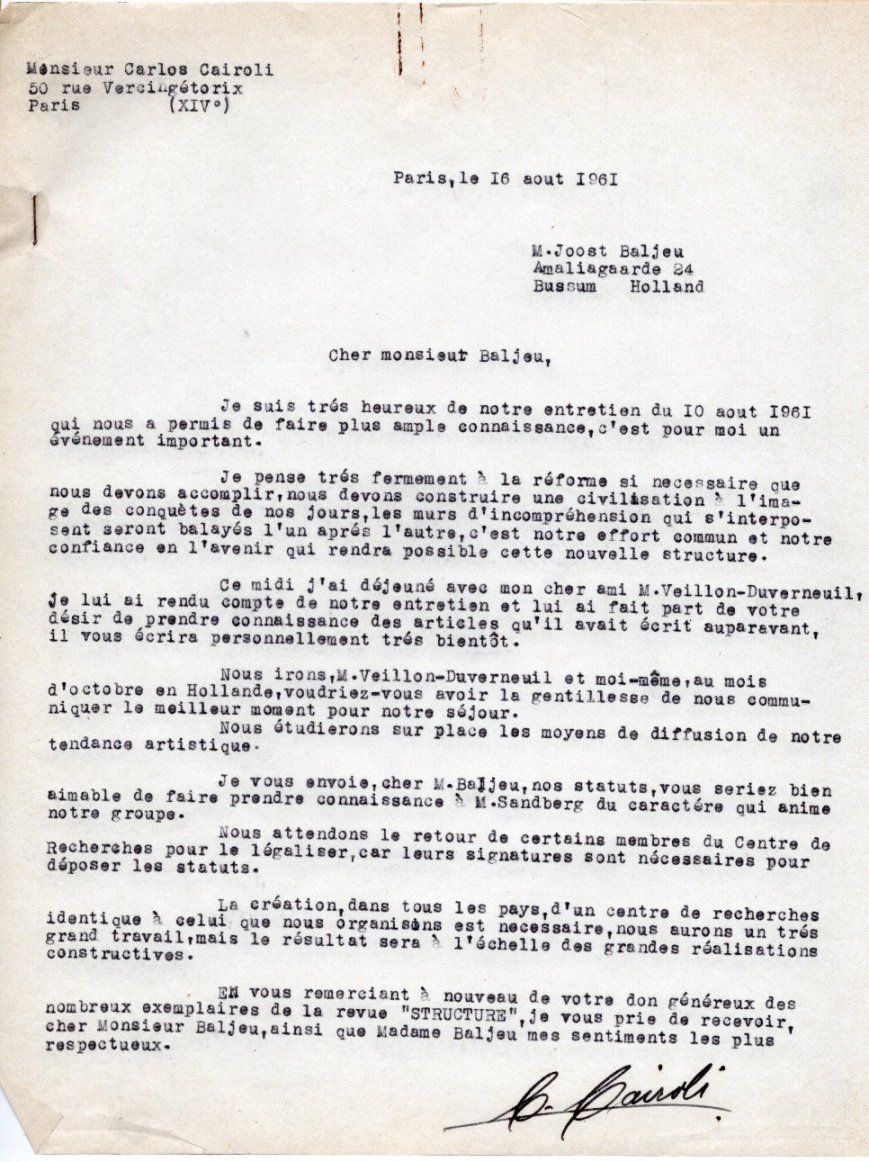 Monsieur Carlos Cairoli
50 rue Vercingétorix
Paris (XIV°)
Paris,le I6 aout I961
M.Joost Baljeu
Amaliagaarde 24
Bussum Holland
Cher monsieur Baljeu,
Je suis trés heureux de notre entretien du IO aout I96I
qui nous a permis de faire plus ample connaissance,c'est pour moi un
événement important.
Je pense trés fermement à la réforme si necessaire que
nous devons accomplir,nous devons construire une civilisation à l'ima-
ge des conquètes de nos jours,les murs d'incompréhension qui s'interpo-
sent seront balayés l'un aprés l'autre,c'est notre effort commun et notre
confiance en l'avenir qui rendra possible cette nouvelle structure.
Ce midi j'ai déjeuné avec mon cher ami M.Veillon-Duverneuil,
je lui ai rendu compte de notre entretien et lui ai fait part de votre
désir de prendre connaissance des articles qu'il avait écrit auparavant,
il vous écrira personnellement trés bientôt.
Nous irons,M.Veillon-Duverneuil et moi-même,au mois
d'octobre en Hollande,voudriez-vous avoir la gentillesse de nous commu-
niquer le meilleur moment pour notre séjour.
Nous étudierons sur place les moyens de diffusion de notre
tendance artistique.
Je vous envoie,cher M.Baljeu,nos statuts,vous seriez bien
aimable de faire prendre connaissance à M.Sandberg du caractére qui anime
notre groupe.
Nous attendons le retour de certains membres du Centre de
Recherches pour le légaliser,car leurs signatures sont nécessaires pour
déposer les statuts.
La création,dans tous les pays,d'un centre de recherches
identique à celui que nous organisons est necessaire,nous aurons un trés
grand travail,mais le résultat sera à l'échelle des grandes réalisations
constructives.
EN vous remerciant à nouveau de votre don généreux des
nombreux exemplaires de la revue "STRUCTURE",je vous prie de recevoir,
cher Monsieur Baljeu,ainsi que Madame Baljeu mes sentiments les plus
respectueux.
C. Cairoli